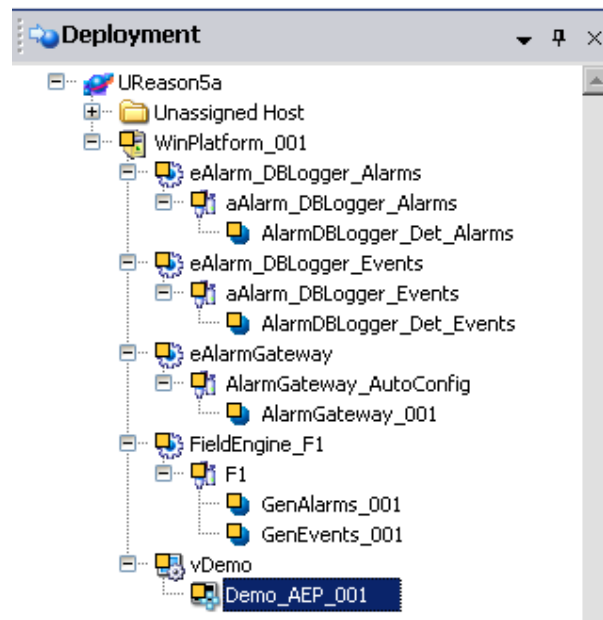 Deployment
UReason5a
Unassigned Host
WinPlatform_001
eAlarm_DBLogger_Alarms
aAlarm_DBLogger_Alarms
AlarmDBLogger_Det_Alarms
eAlarm_DBLogger_Events
aAlarm_DBLogger_Events
AlarmDBLogger_Det_Events
eAlarmGateway
AlarmGateway_AutoConfig
AlarmGateway_001
FieldEngine_F1
F1
GenAlarms_001
GenEvents_001
vDemo
Demo_AEP_001